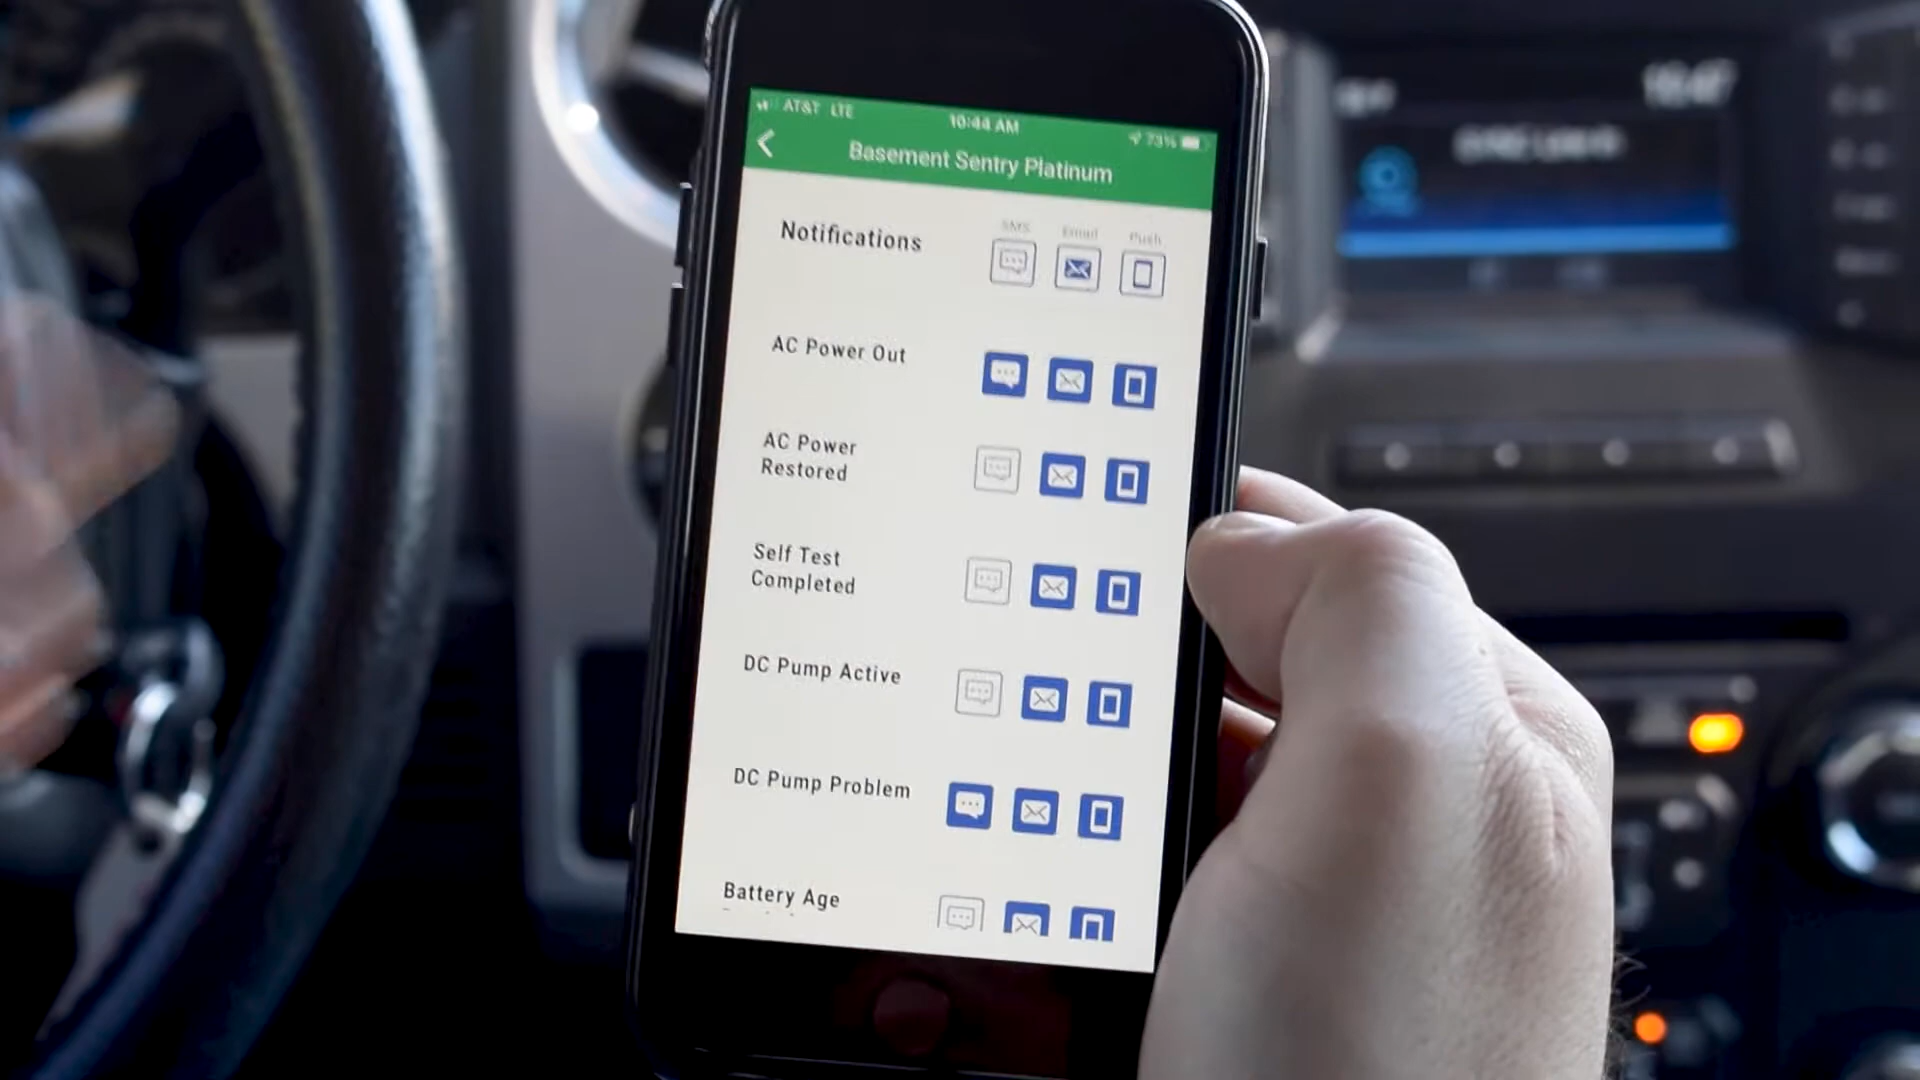 AT&T LTE
10:44 AM
73%
Basement Sentry Platinum
Notifications
SMS
Email
Push
AC Power Out
AC Power
Restored
Self Test
Completed
DC Pump Active
DC Pump Problem
Battery Age